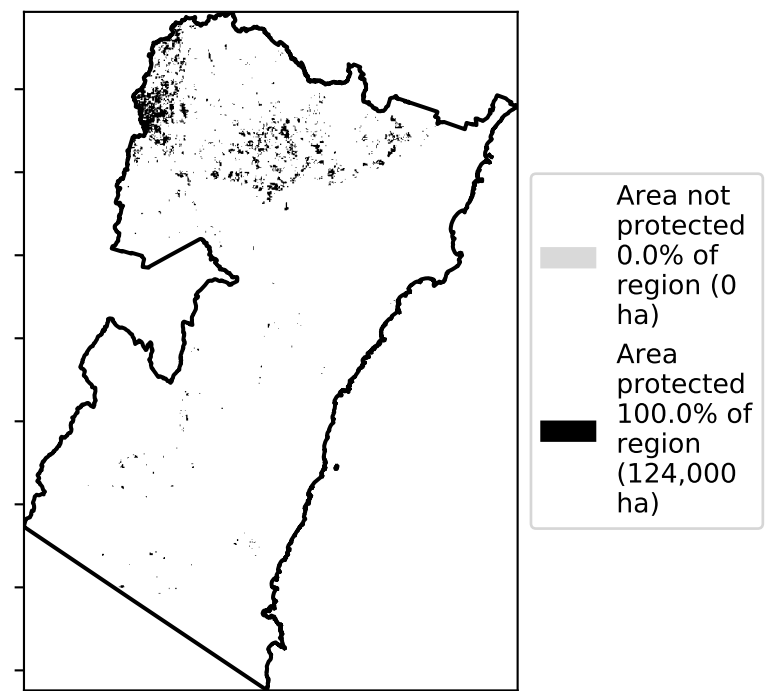 Area not
protected
0.0% of
region (0
ha)
Area
protected
100.0% of
region
(124,000
ha)